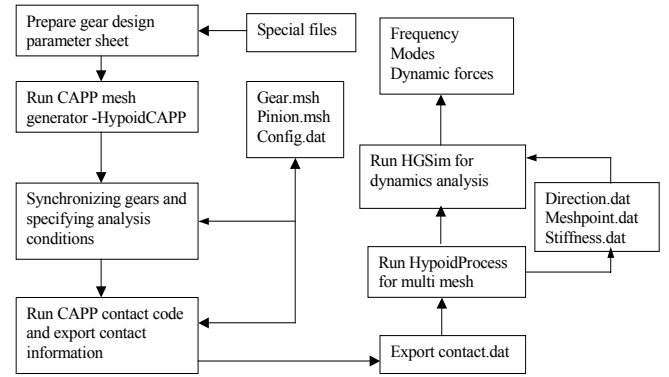 Prepare gear design
parameter sheet
Special files
Run CAPP mesh
generator -HypoidCAPP
Gear.msh
Pinion.msh
Config.dat
Synchronizing gears and
specifying analysis
conditions
Run CAPP contact code
and export contact
information
Frequency
Modes
Dynamic forces
Run HGSim for
dynamics analysis
Direction.dat
Meshpoint.dat
Stiffness.dat
Run HypoidProcess
for multi mesh
Export contact.dat